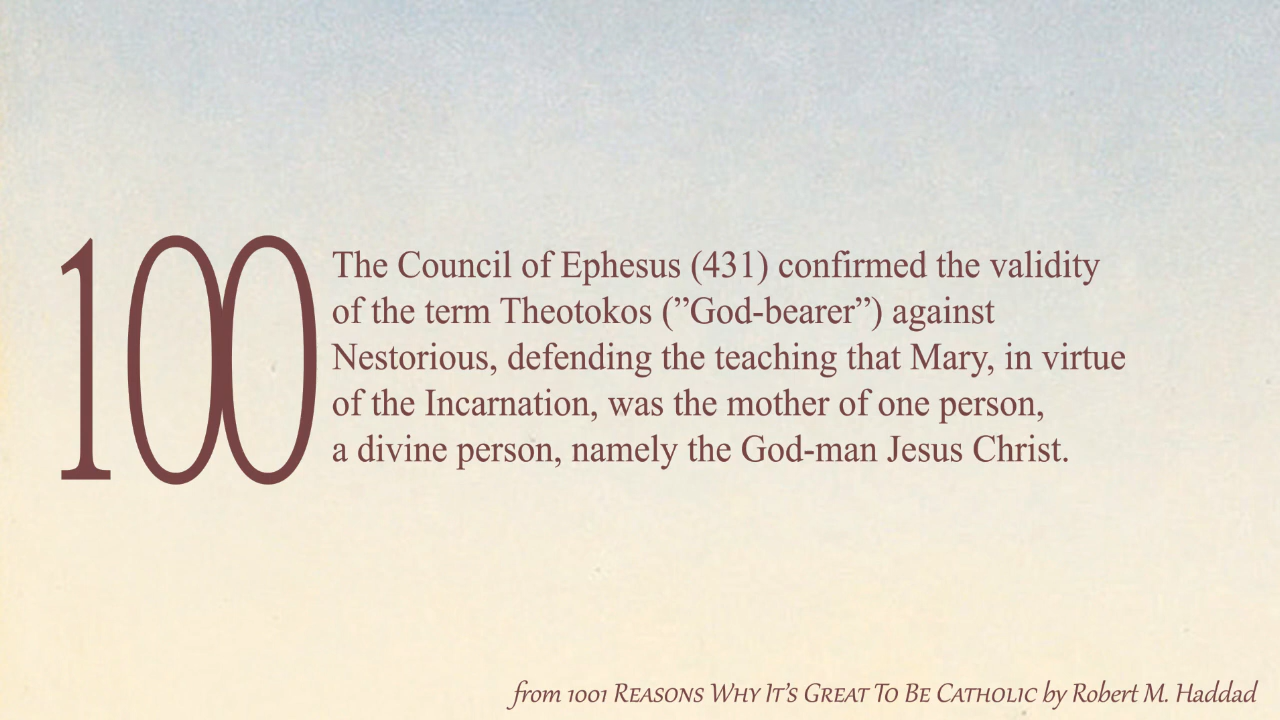 100
The Council of Ephesus (431) confirmed the validity
of the term Theotokos (”God-bearer”) against
Nestorious, defending the teaching that Mary, in virtue
of the Incarnation, was the mother of one person,
a divine person, namely the God-man Jesus Christ.
from 1001 REASONS WHY IT’S GREAT TO BE CATHOLIC by Robert M. Haddad